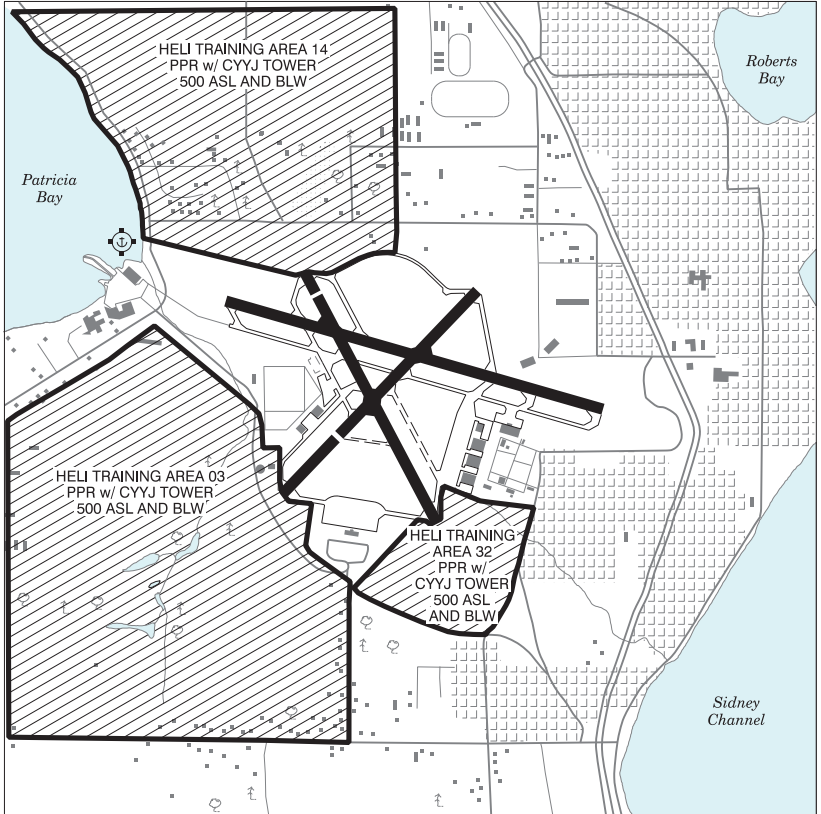 HELI TRAINING AREA 14
PPR w/ CYYJ TOWER
500 ASL AND BLW
Roberts
Bay
Patricia
Bay
HELI TRAINING AREA 03
PPR w/ CYYJ TOWER
500 ASL AND BLW
HELI TRAINING
AREA 32
PPR w/
CYYJ TOWER
500 ASL
AND BLW
Sidney
Channel